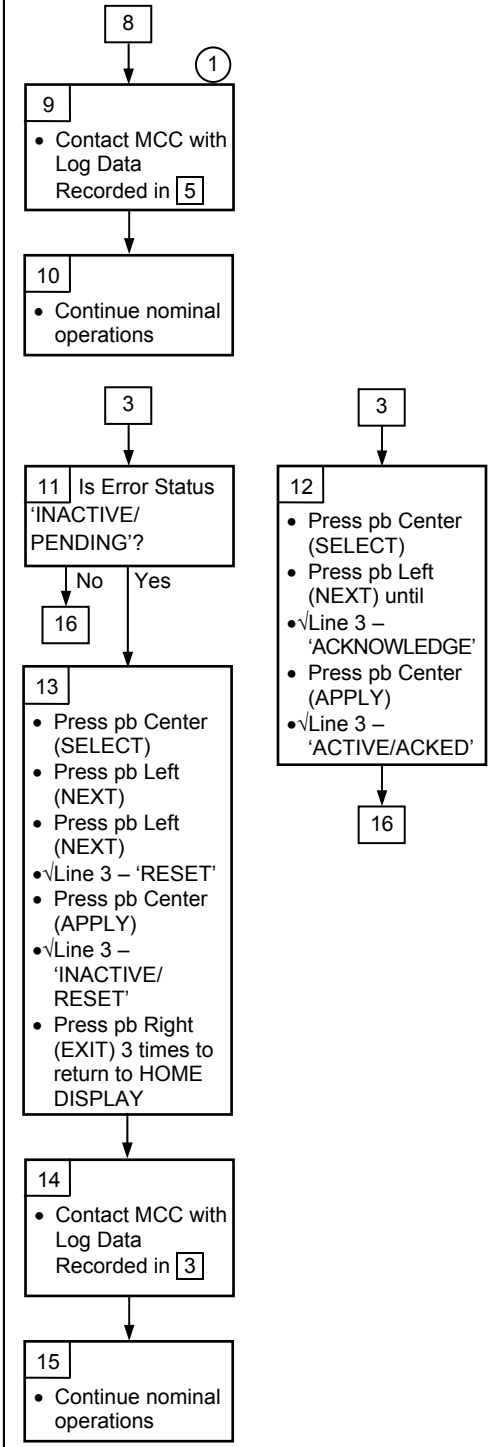 8
1
9
• Contact MCC with
Log Data
Recorded in 5
10
• Continue nominal
operations
3
11 Is Error Status
‘INACTIVE/
PENDING’?
No Yes
16
13
• Press pb Center
(SELECT)
• Press pb Left
(NEXT)
• Press pb Left
(NEXT)
•√Line 3 – ‘RESET’
• Press pb Center
(APPLY)
•√Line 3 –
‘INACTIVE/
RESET’
• Press pb Right
(EXIT) 3 times to
return to HOME
DISPLAY
14
• Contact MCC with
Log Data
Recorded in 3
15
• Continue nominal
operations
3
12
• Press pb Center
(SELECT)
• Press pb Left
(NEXT) until
•√Line 3 –
‘ACKNOWLEDGE’
• Press pb Center
(APPLY)
•√Line 3 –
‘ACTIVE/ACKED’
16